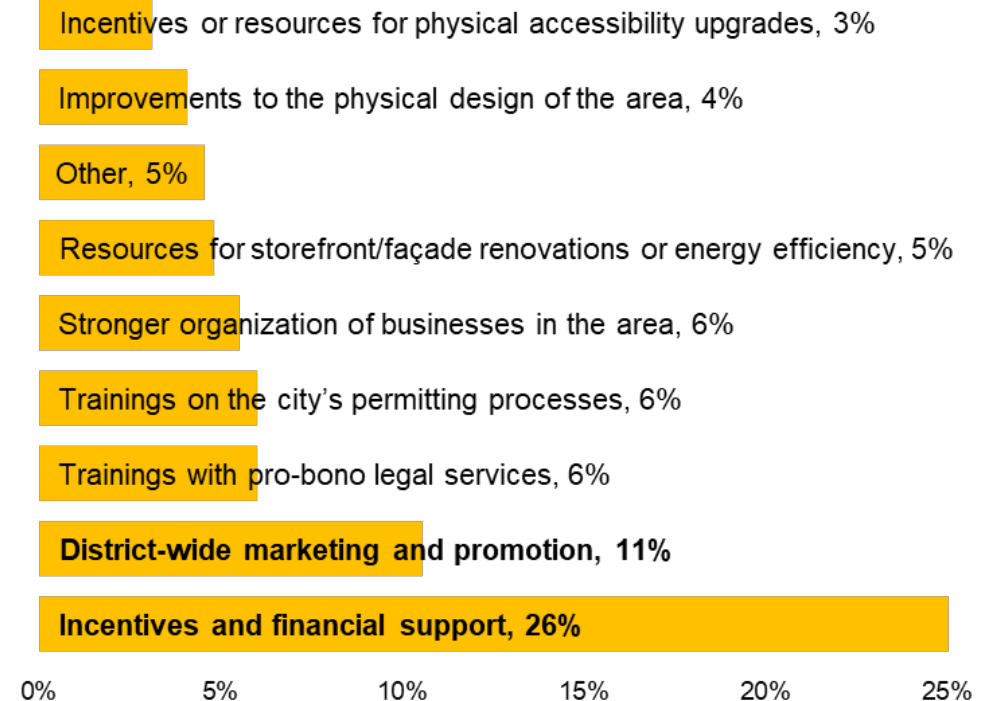 Incentives or resources for physical accessibility upgrades, 3%
Improvements to the physical design of the area, 4%
Other, 5%
Resources for storefront/façade renovations or energy efficiency, 5%
Stronger organization of businesses in the area, 6%
Trainings on the city’s permitting processes, 6%
Trainings with pro-bono legal services, 6%
District-wide marketing and promotion, 11%
Incentives and financial support, 26%
0% 5% 10% 15% 20% 25%